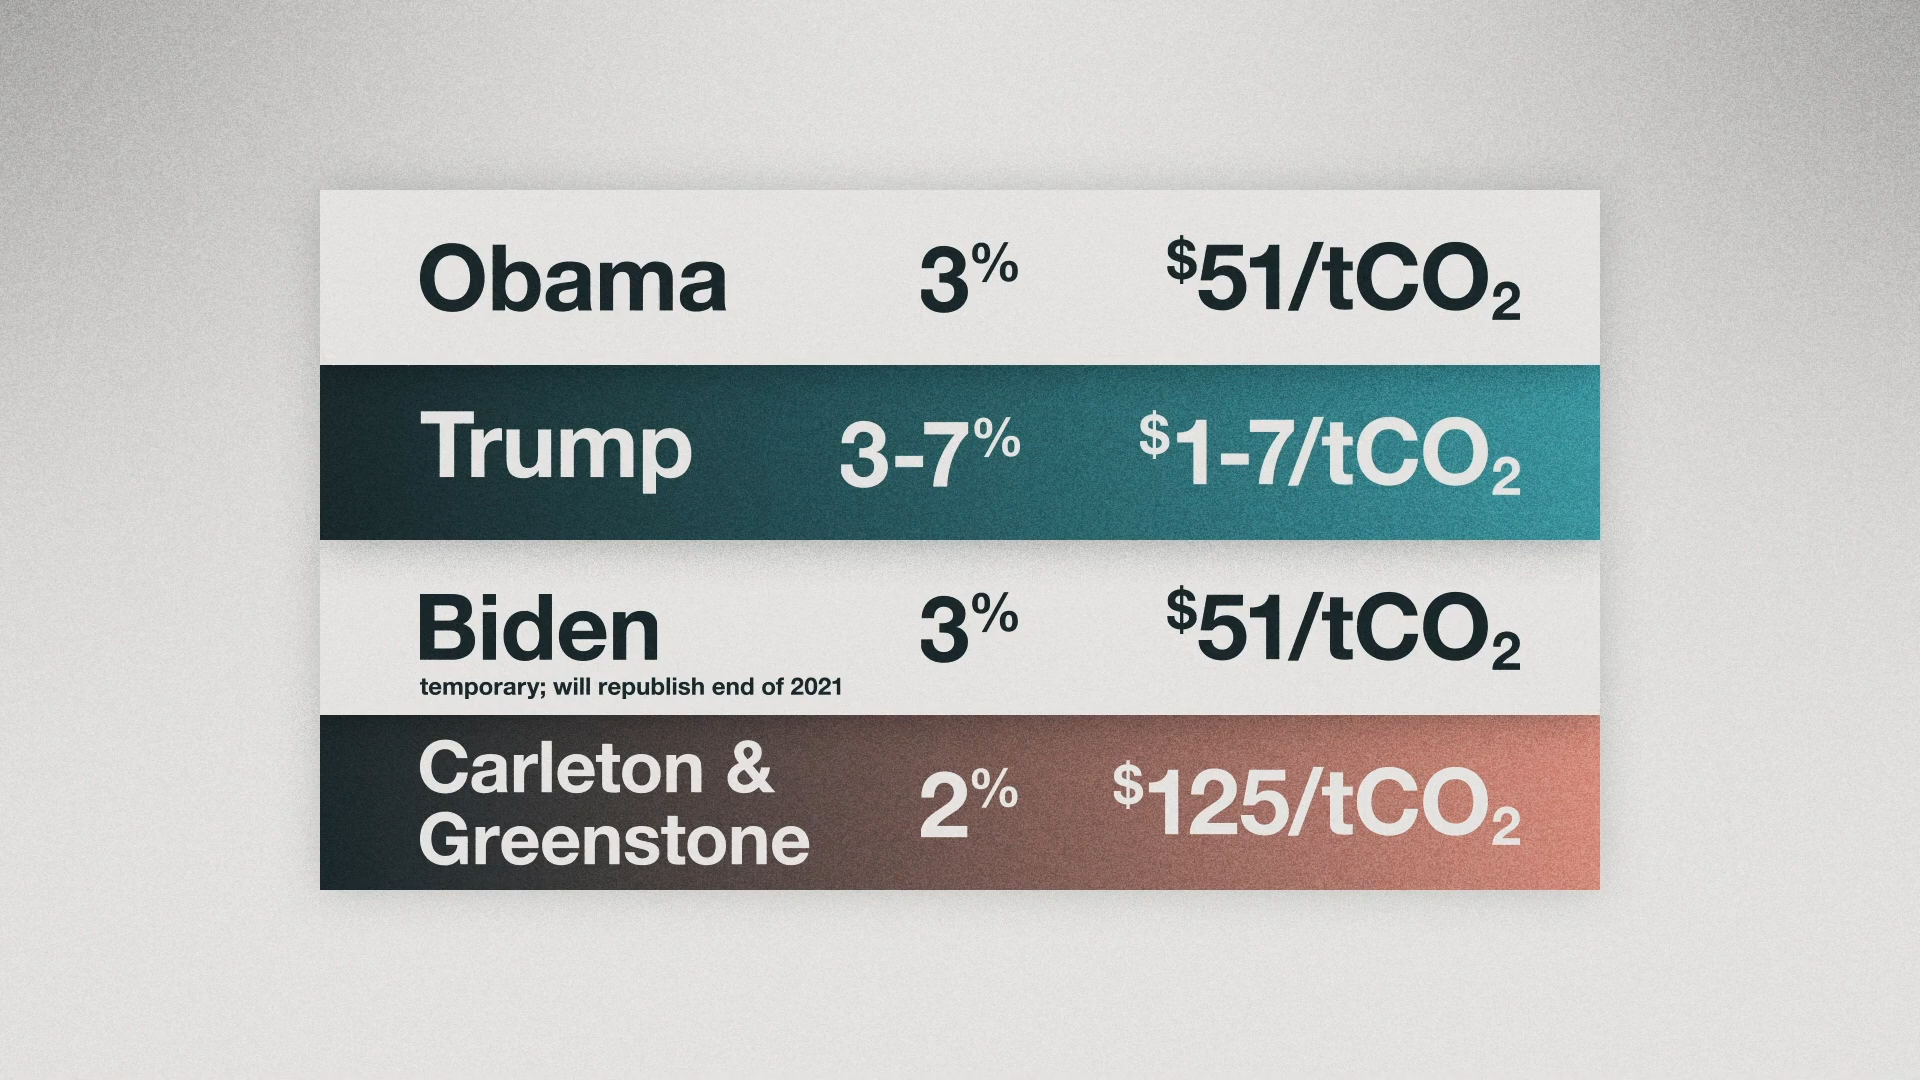 Obama 3% $51/tCO₂
Trump 3-7% $1-7/tCO₂
Biden 3% $51/tCO₂
temporary; will republish end of 2021
Carleton &
Greenstone 2% $125/tCO₂